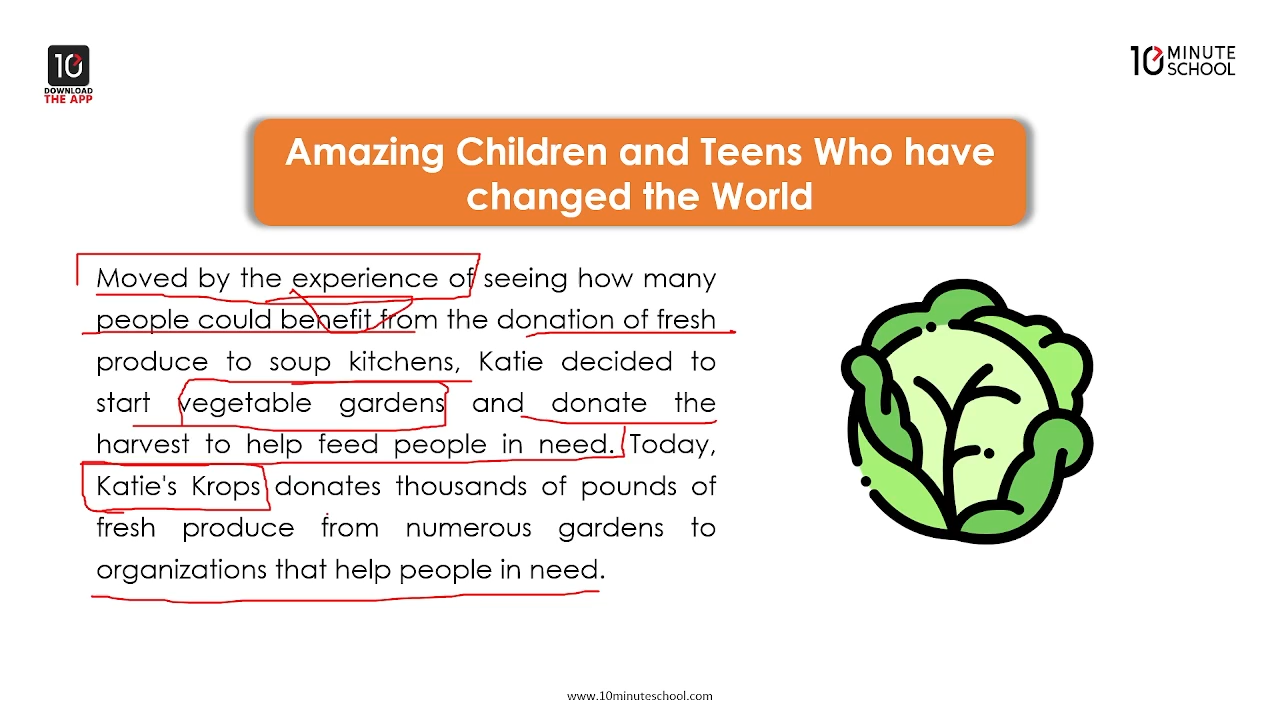 10
DOWNLOAD
THE APP
10 MINUTE
SCHOOL
Amazing Children and Teens Who have
changed the World
Moved by the experience of seeing how many
people could benefit from the donation of fresh
produce to soup kitchens, Katie decided to
start vegetable gardens and donate the
harvest to help feed people in need. Today,
Katie's Krops donates thousands of pounds of
fresh produce from numerous gardens to
organizations that help people in need.
www.10minuteschool.com